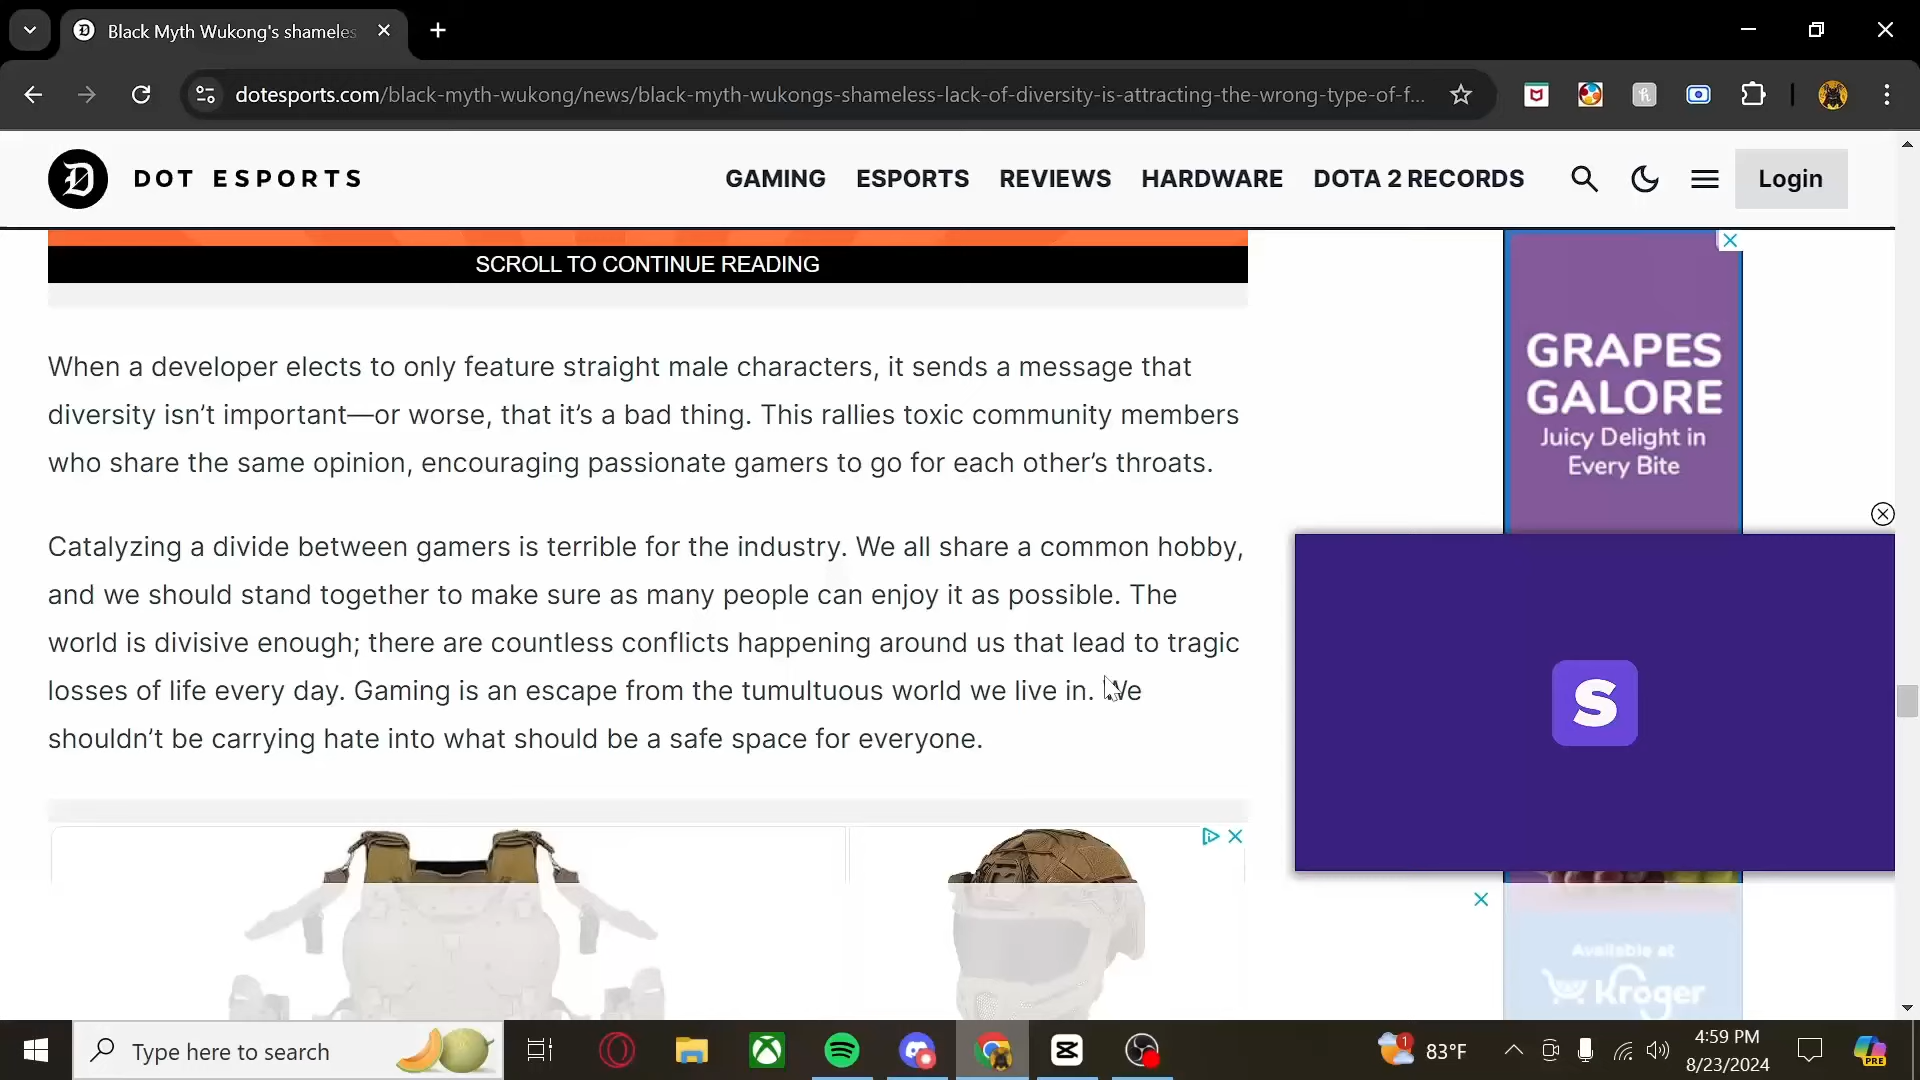 Black Myth Wukong's shameles
dotesports.com/black-myth-wukong/news/black-myth-wukongs-shameless-lack-of-diversity-is-attracting-the-wrong-type-of-f...
DOT ESPORTS
GAMING ESPORTS REVIEWS HARDWARE DOTA 2 RECORDS Login
SCROLL TO CONTINUE READING
When a developer elects to only feature straight male characters, it sends a message that
diversity isn't important—or worse, that it's a bad thing. This rallies toxic community members
who share the same opinion, encouraging passionate gamers to go for each other's throats.
Catalyzing a divide between gamers is terrible for the industry. We all share a common hobby,
and we should stand together to make sure as many people can enjoy it as possible. The
world is divisive enough; there are countless conflicts happening around us that lead to tragic
losses of life every day. Gaming is an escape from the tumultuous world we live in. We
shouldn't be carrying hate into what should be a safe space for everyone.
GRAPES
GALORE
Juicy Delight in
Every Bite
S
Available at
Kroger
Type here to search
1
83°F
4:59 PM
8/23/2024
PRE